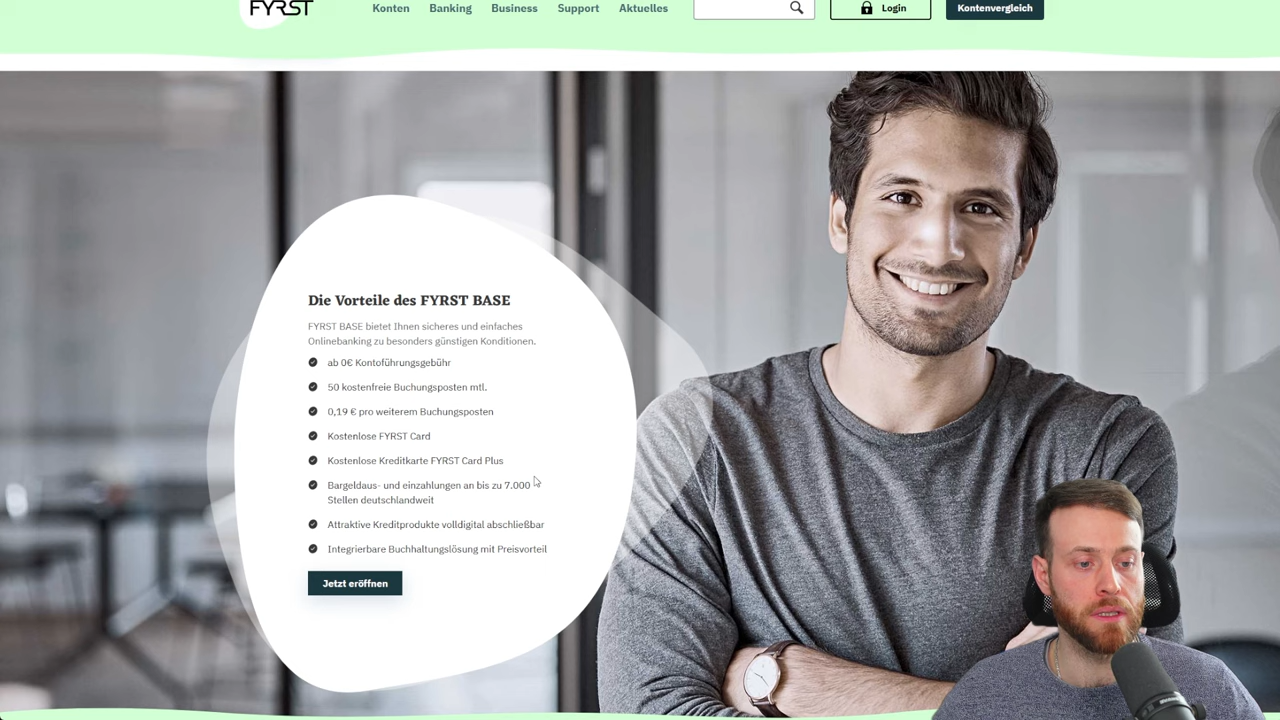 FYRST
Konten Banking Business Support Aktuelles Login Kontenvergleich
Die Vorteile des FYRST BASE
FYRST BASE bietet Ihnen sicheres und einfaches
Onlinebanking zu besonders günstigen Konditionen.
ab 0€ Kontoführungsgebühr
50 kostenfreie Buchungsposten mtl.
0,19 € pro weiterem Buchungsposten
Kostenlose FYRST Card
Kostenlose Kreditkarte FYRST Card Plus
Bargeldaus- und einzahlungen an bis zu 7.000
Stellen deutschlandweit
Attraktive Kreditprodukte volldigital abschließbar
Integrierbare Buchhaltungslösung mit Preisvorteil
Jetzt eröffnen